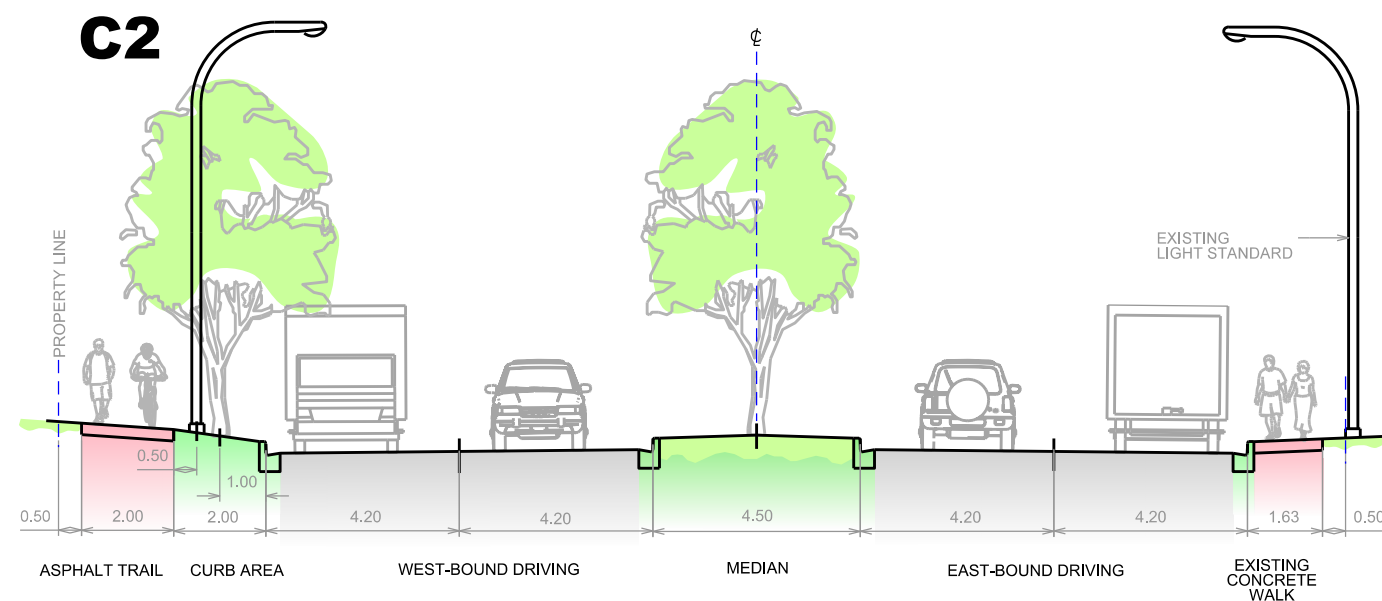 C2
℄
PROPERTY LINE
EXISTING
LIGHT STANDARD
0.50
1.00
0.50
2.00
2.00
4.20
4.20
4.50
4.20
4.20
1.63
0.50
ASPHALT TRAIL
CURB AREA
WEST-BOUND DRIVING
MEDIAN
EAST-BOUND DRIVING
EXISTING
CONCRETE
WALK